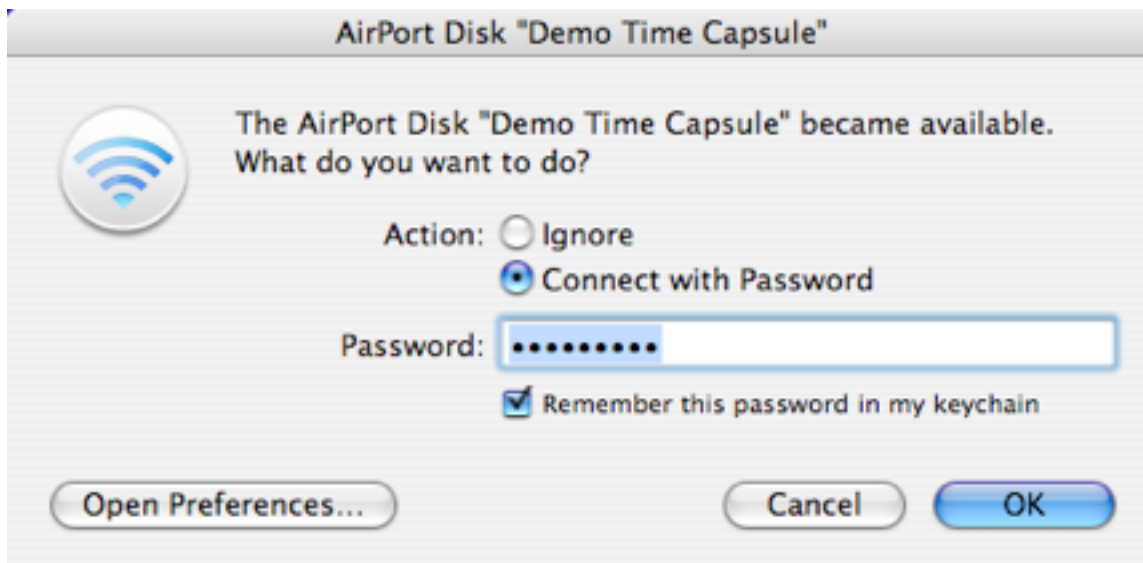 AirPort Disk "Demo Time Capsule"
The AirPort Disk "Demo Time Capsule" became available.
What do you want to do?
Action: Ignore
Connect with Password
Password: •••••••••
Remember this password in my keychain
Open Preferences... Cancel OK